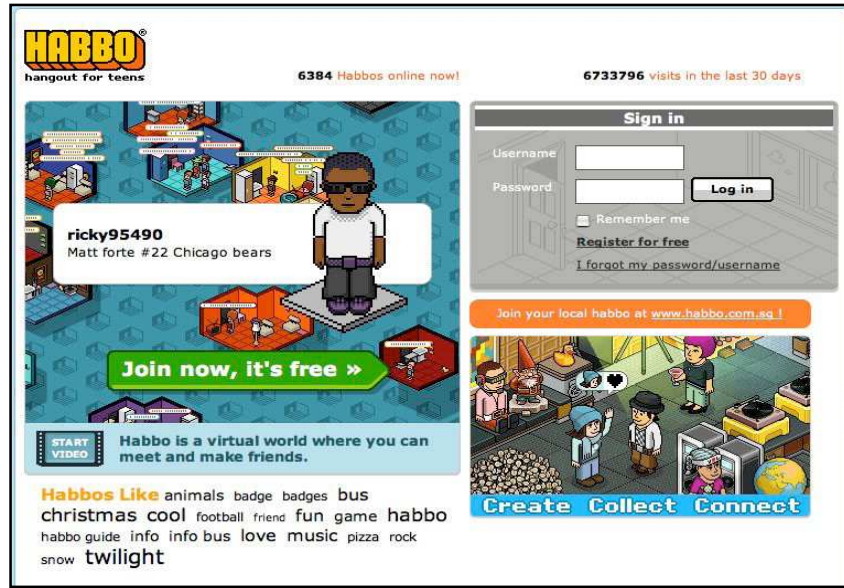 HABBO®
hangout for teens
6384 Habbos online now!
6733796 visits in the last 30 days
ricky95490
Matt forte #22 Chicago bears
Join now, it's free »
START
VIDEO
Habbo is a virtual world where you can
meet and make friends.
Habbos Like animals badge badges bus
christmas cool football friend fun game habbo
habbo guide info info bus love music pizza rock
snow twilight
Sign in
Username
Password
Log in
Remember me
Register for free
I forgot my password/username
Join your local habbo at www.habbo.com.sg !
Create Collect Connect